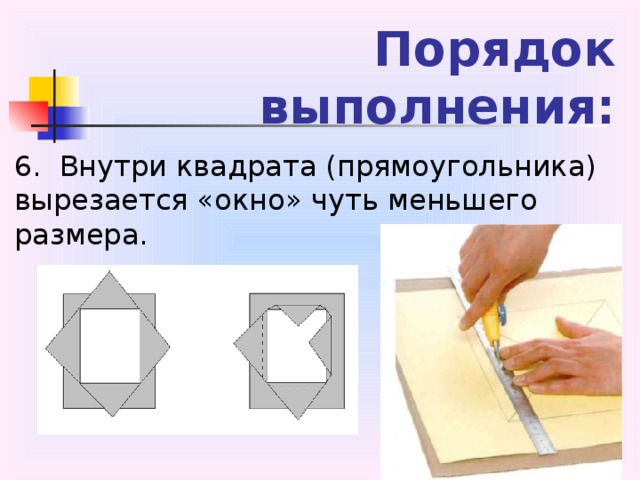 Порядок
выполнения:
6. Внутри квадрата (прямоугольника)
вырезается «окно» чуть меньшего
размера.